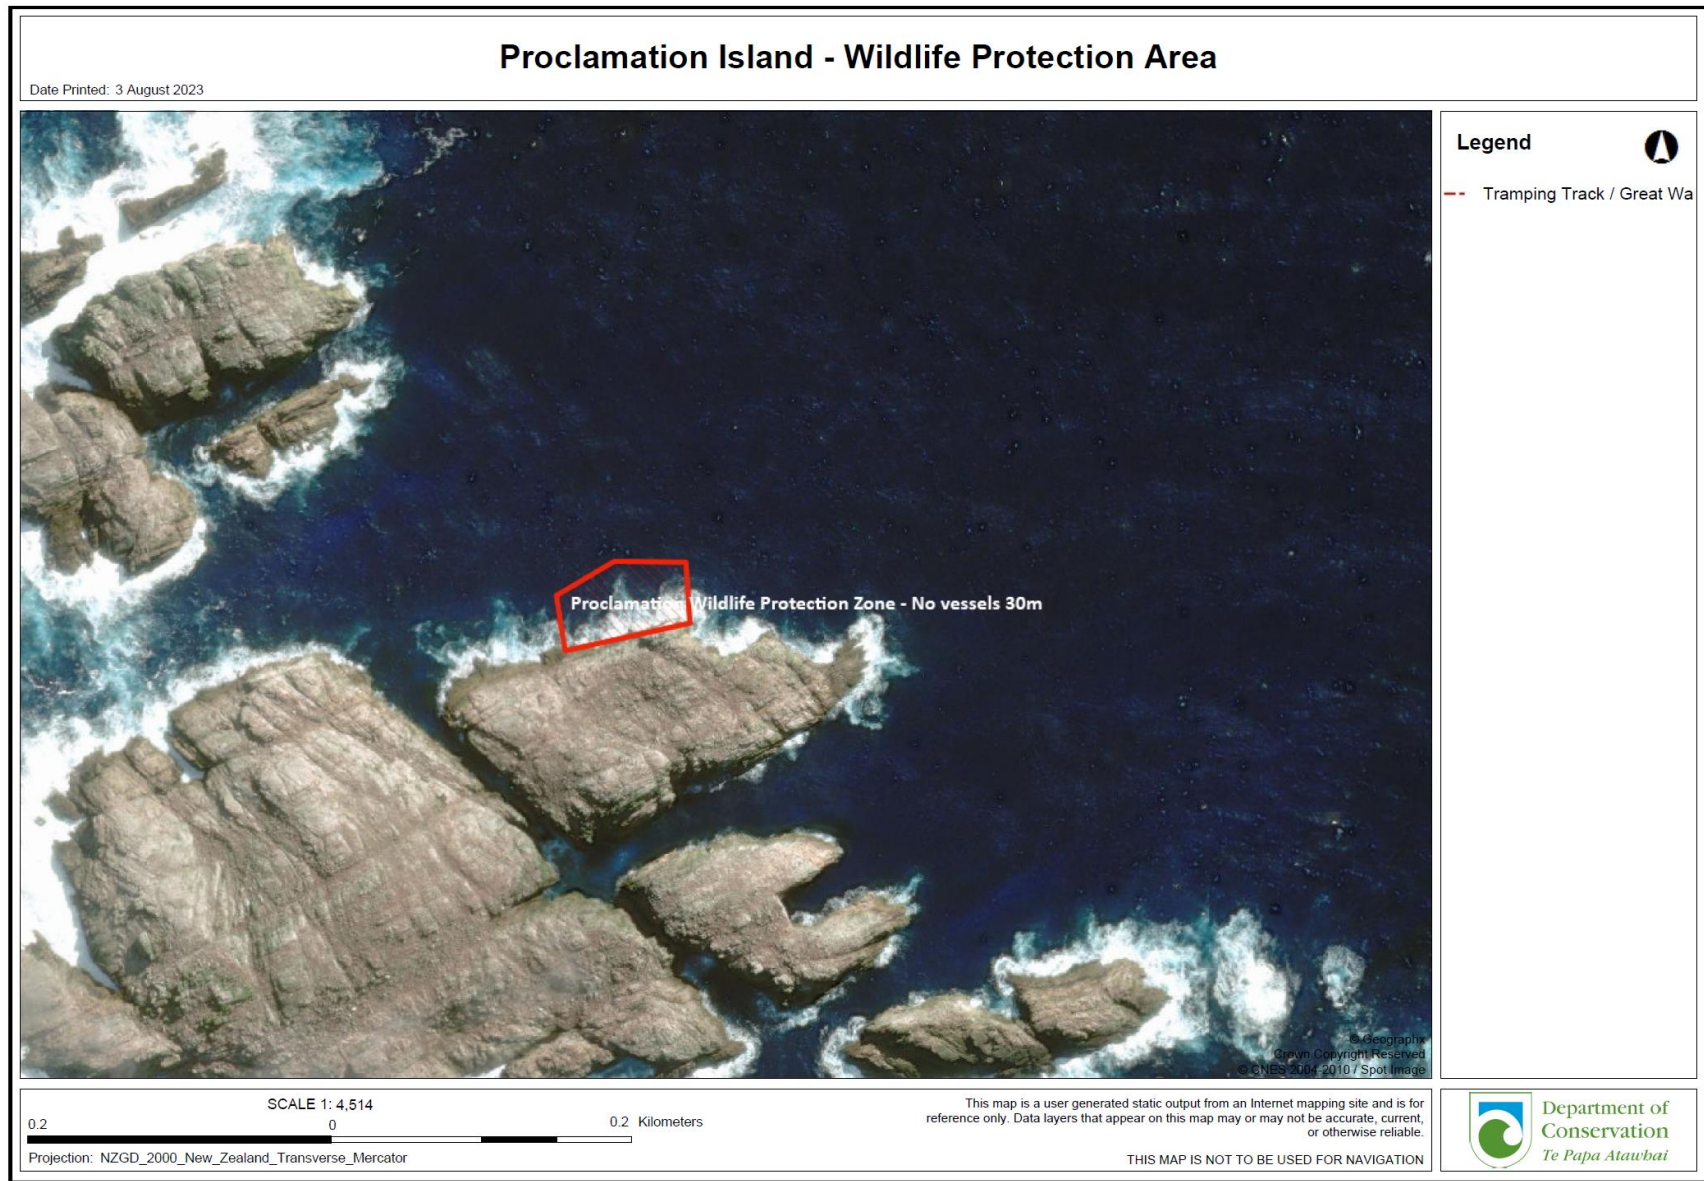 Proclamation Island - Wildlife Protection Area
Date Printed: 3 August 2023
Legend
Tramping Track / Great Wa
Proclamation Wildlife Protection Zone - No vessels 30m
© Geographx
Crown Copyright Reserved
© CNES 2004-2010 / Spot Image
SCALE 1: 4,514
0.2
0
0.2 Kilometers
Projection: NZGD_2000_New_Zealand_Transverse_Mercator
This map is a user generated static output from an Internet mapping site and is for
reference only. Data layers that appear on this map may or may not be accurate, current,
or otherwise reliable.
THIS MAP IS NOT TO BE USED FOR NAVIGATION
Department of
Conservation
Te Papa Atawhai